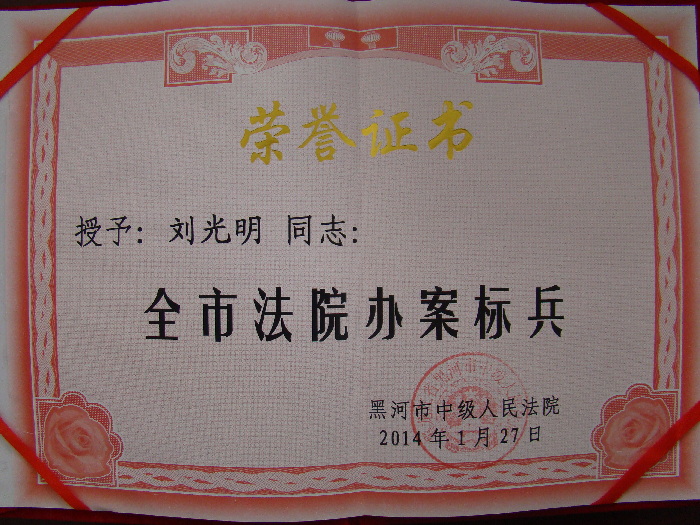 荣誉证书
授予：刘光明 同志：
全市法院办案标兵
黑河市中级人民法院
2014年1月27日